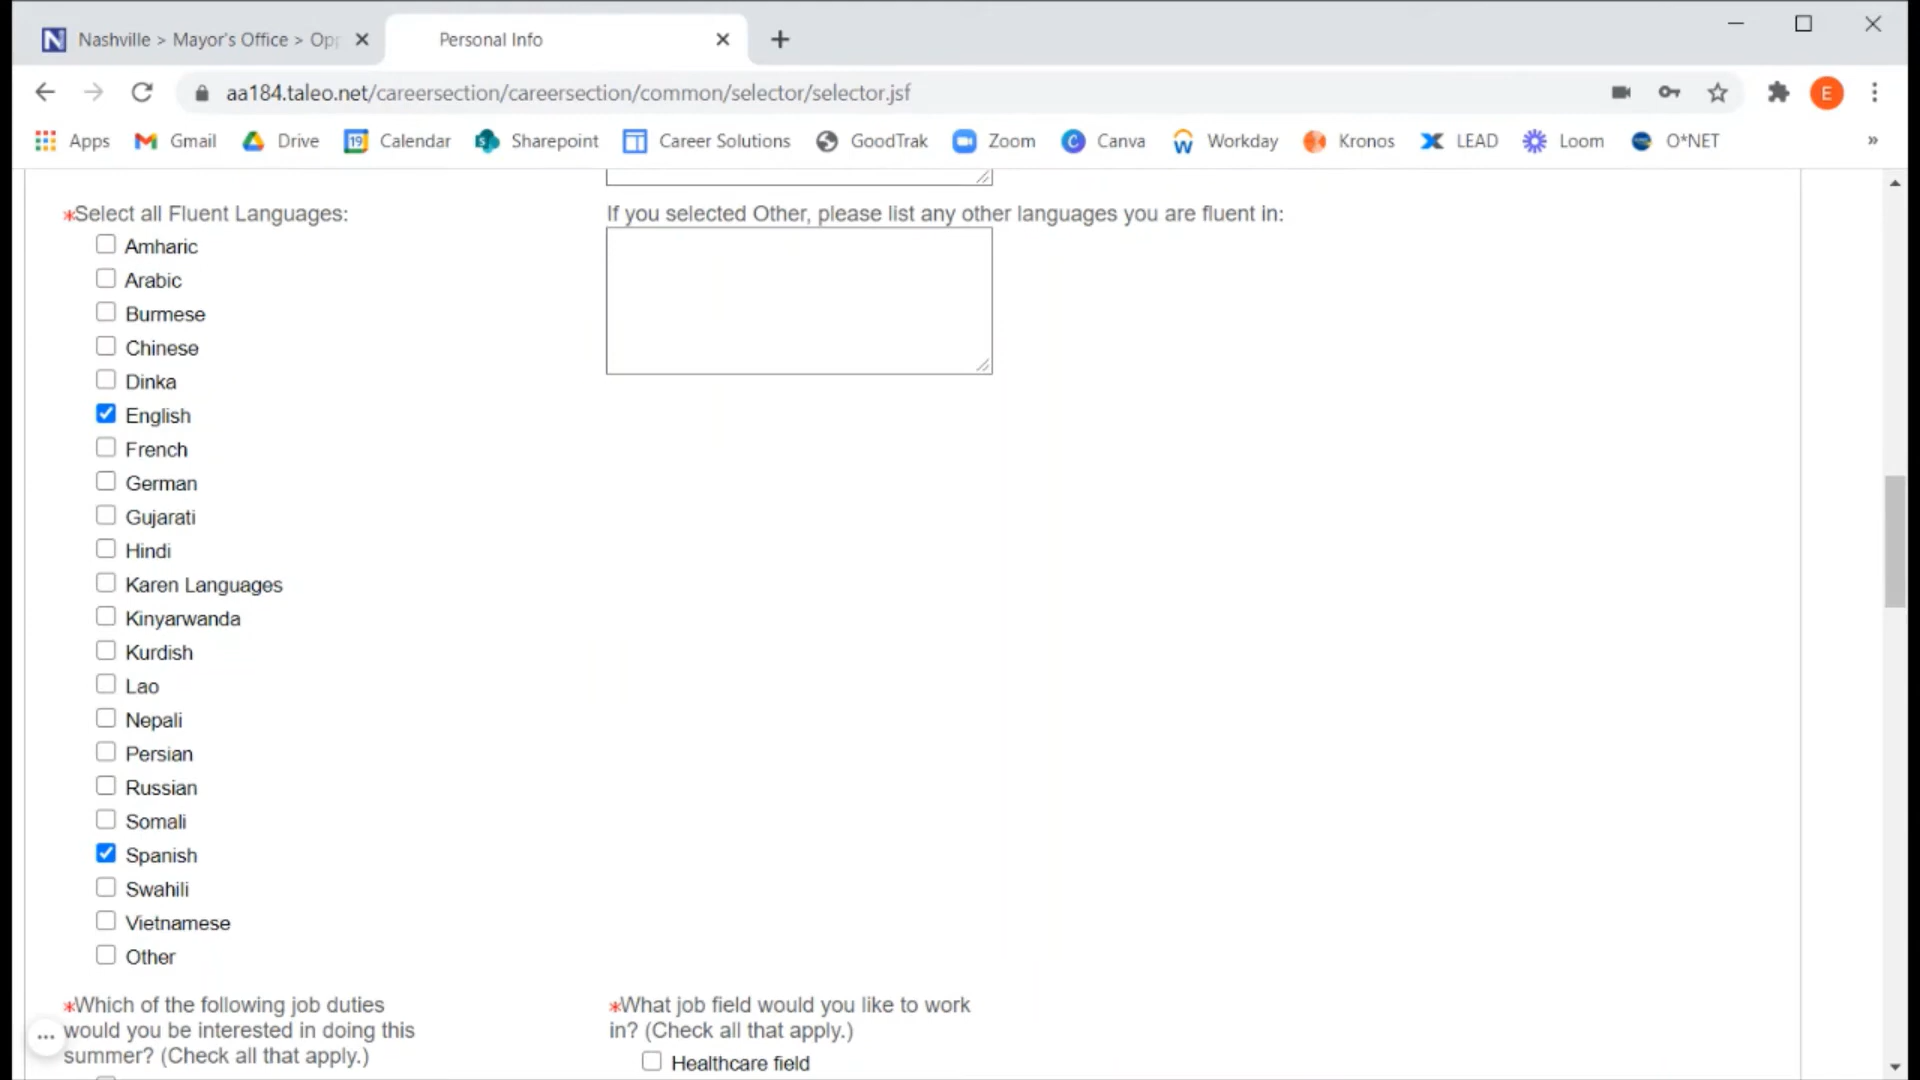 Nashville > Mayor's Office > Opp
Personal Info
aa184.taleo.net/careersection/careersection/common/selector/selector.jsf
E
Apps
Gmail
Drive
19
Calendar
Sharepoint
Career Solutions
GoodTrak
Zoom
Canva
Workday
Kronos
LEAD
Loom
O*NET
»
*Select all Fluent Languages:
Amharic
Arabic
Burmese
Chinese
Dinka
English
French
German
Gujarati
Hindi
Karen Languages
Kinyarwanda
Kurdish
Lao
Nepali
Persian
Russian
Somali
Spanish
Swahili
Vietnamese
Other
If you selected Other, please list any other languages you are fluent in:
*Which of the following job duties
would you be interested in doing this
summer? (Check all that apply.)
*What job field would you like to work
in? (Check all that apply.)
Healthcare field